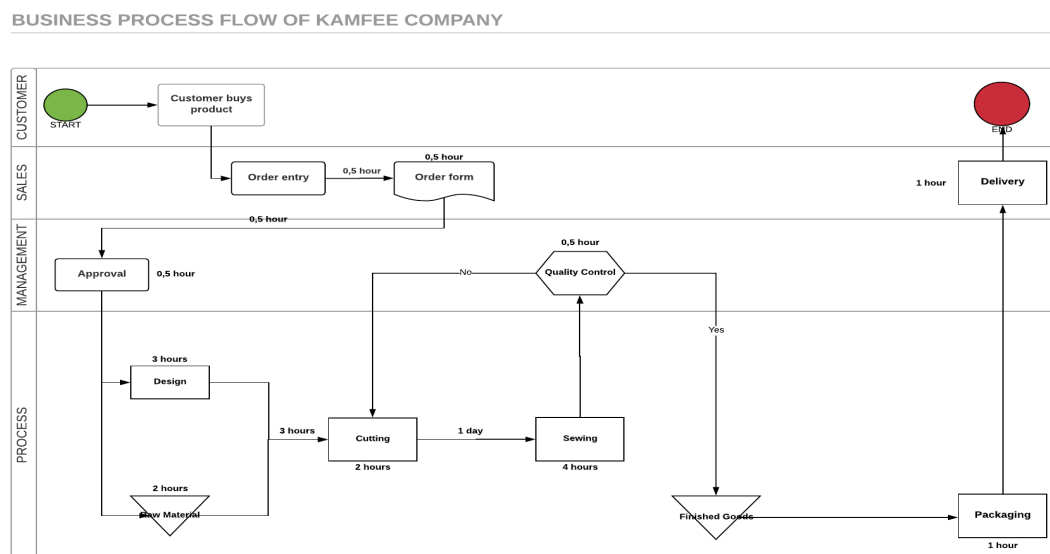 BUSINESS PROCESS FLOW OF KAMFEE COMPANY
CUSTOMER
START
Customer buys
product
END
SALES
Order entry
0,5 hour
0,5 hour
Order form
1 hour
Delivery
MANAGEMENT
0,5 hour
Approval
0,5 hour
No
0,5 hour
Quality Control
Yes
PROCESS
3 hours
Design
2 hours
Raw Material
3 hours
Cutting
2 hours
1 day
Sewing
4 hours
Finished Goods
Packaging
1 hour